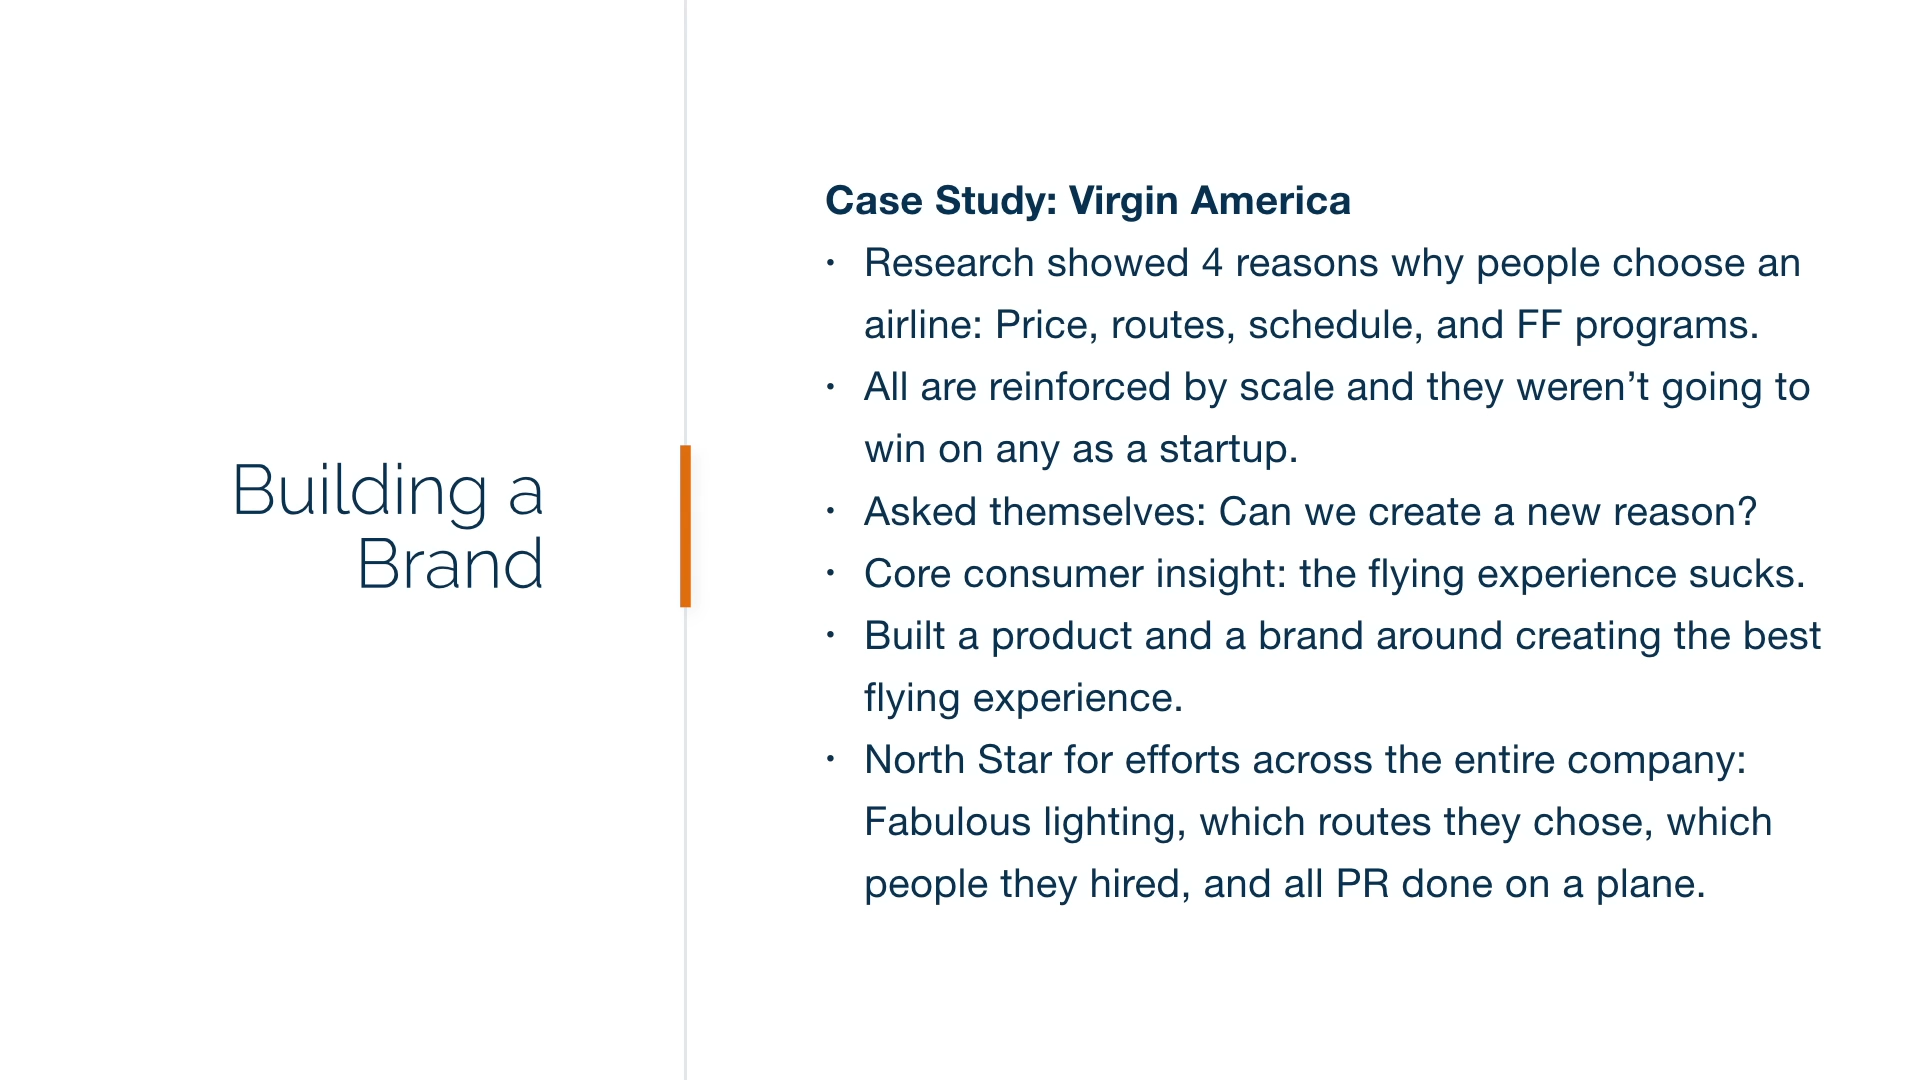 Building a
Brand
Case Study: Virgin America
• Research showed 4 reasons why people choose an
airline: Price, routes, schedule, and FF programs.
• All are reinforced by scale and they weren’t going to
win on any as a startup.
• Asked themselves: Can we create a new reason?
• Core consumer insight: the flying experience sucks.
• Built a product and a brand around creating the best
flying experience.
• North Star for efforts across the entire company:
Fabulous lighting, which routes they chose, which
people they hired, and all PR done on a plane.